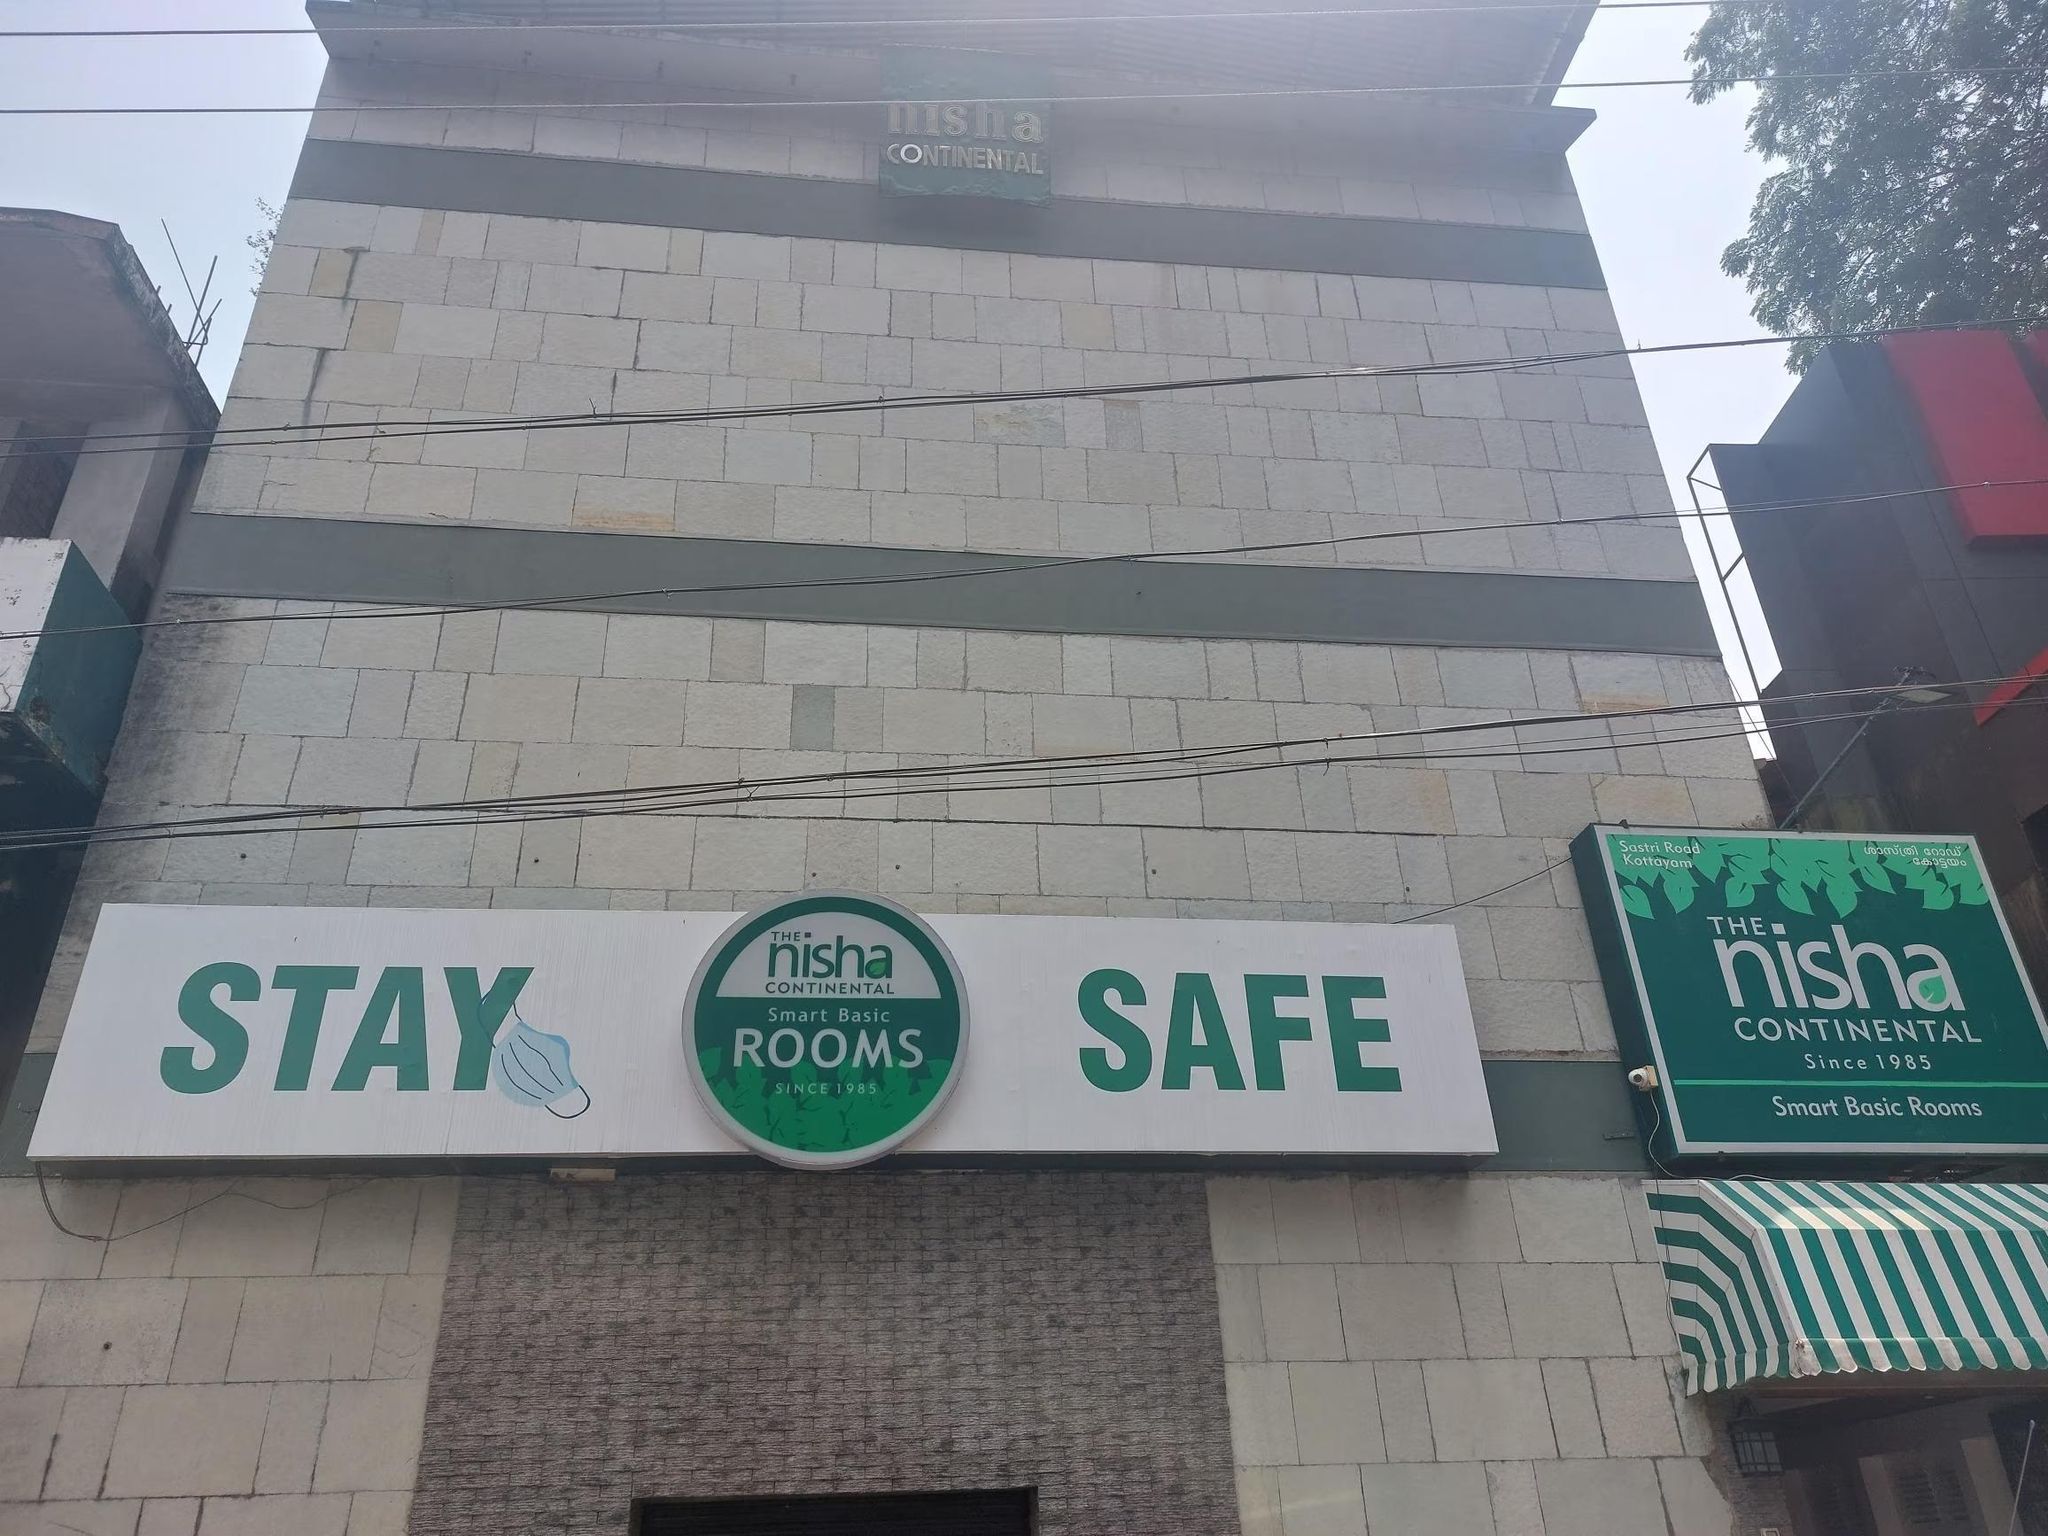 nisha
CONTINENTAL
STAY
THE
nisha
CONTINENTAL
Smart Basic
ROOMS
SINCE 1985
SAFE
Sastri Road
Kottayam
ശാസ്ത്രി റോഡ്
കോട്ടയം
THE
nisha
CONTINENTAL
Since 1985
Smart Basic Rooms